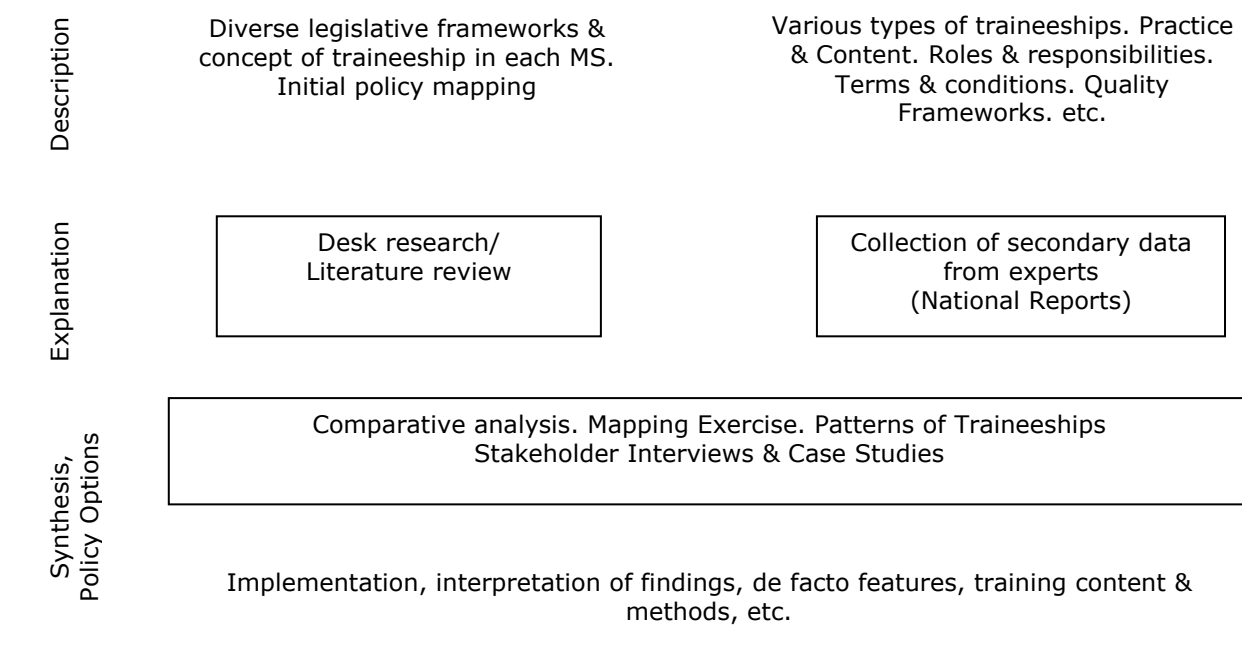 Description
Diverse legislative frameworks &
concept of traineeship in each MS.
Initial policy mapping
Various types of traineeships. Practice
& Content. Roles & responsibilities.
Terms & conditions. Quality
Frameworks. etc.
Explanation
Desk research/
Literature review
Collection of secondary data
from experts
(National Reports)
Synthesis,
Policy Options
Comparative analysis. Mapping Exercise. Patterns of Traineeships
Stakeholder Interviews & Case Studies
Implementation, interpretation of findings, de facto features, training content &
methods, etc.